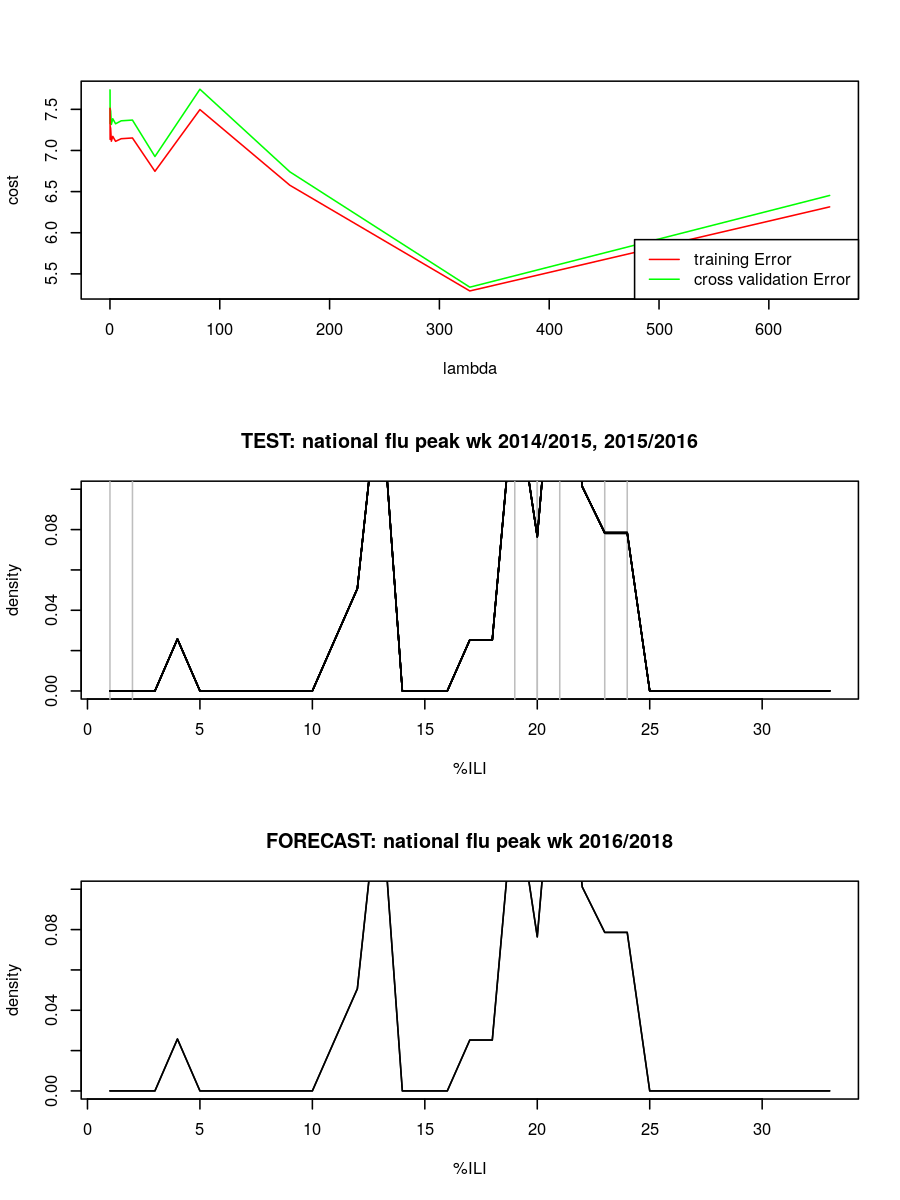 cost
7.5
7.0
6.5
6.0
5.5
training Error
cross validation Error
0 100 200 300 400 500 600
lambda
TEST: national flu peak wk 2014/2015, 2015/2016
density
0.08
0.04
0.00
0 5 10 15 20 25 30
%ILI
FORECAST: national flu peak wk 2016/2018
density
0.08
0.04
0.00
0 5 10 15 20 25 30
%ILI